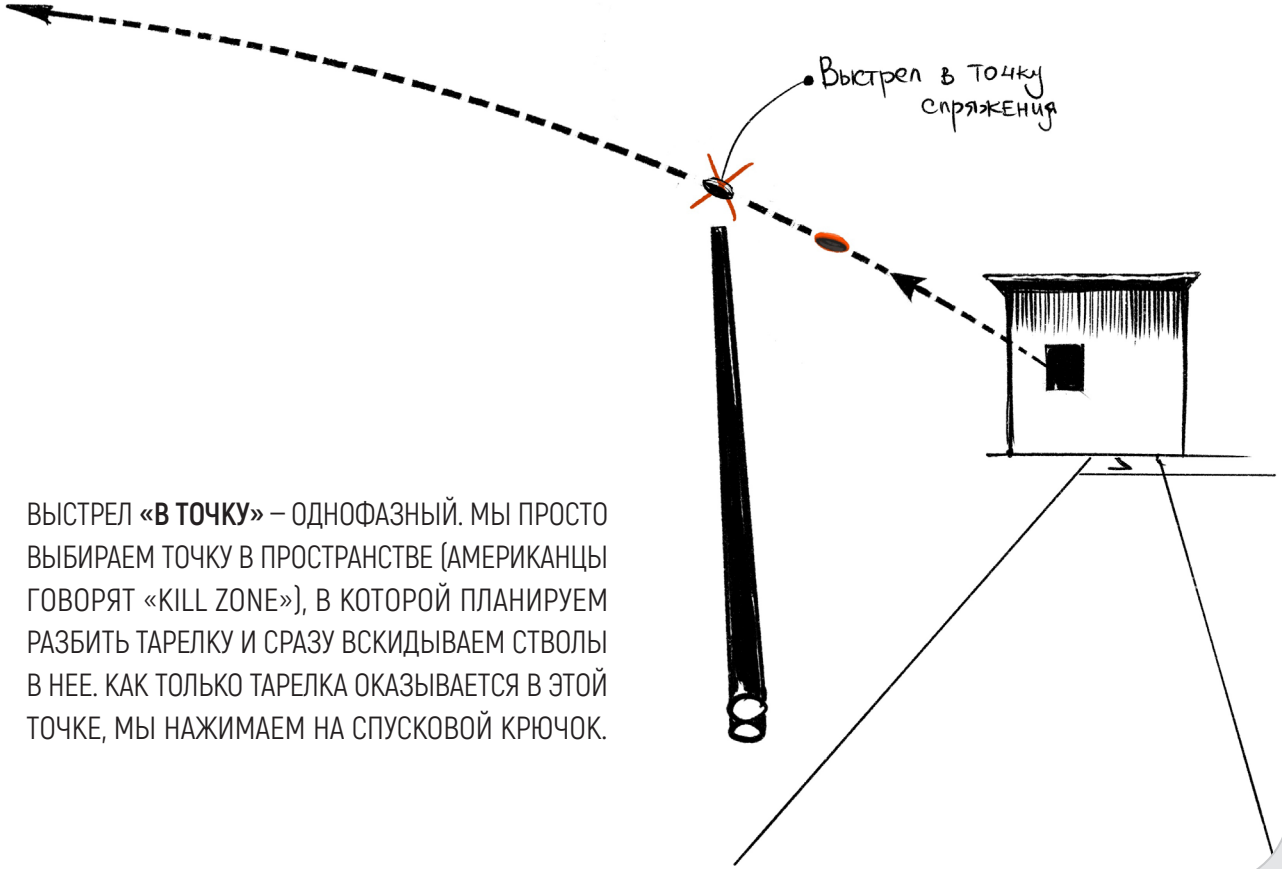 Выстрел в точку
спряжения
ВЫСТРЕЛ «В ТОЧКУ» – ОДНОФАЗНЫЙ. МЫ ПРОСТО
ВЫБИРАЕМ ТОЧКУ В ПРОСТРАНСТВЕ (АМЕРИКАНЦЫ
ГОВОРЯТ «KILL ZONE»), В КОТОРОЙ ПЛАНИРУЕМ
РАЗБИТЬ ТАРЕЛКУ И СРАЗУ ВСКИДЫВАЕМ СТВОЛЫ
В НЕЕ. КАК ТОЛЬКО ТАРЕЛКА ОКАЗЫВАЕТСЯ В ЭТОЙ
ТОЧКЕ, МЫ НАЖИМАЕМ НА СПУСКОВОЙ КРЮЧОК.